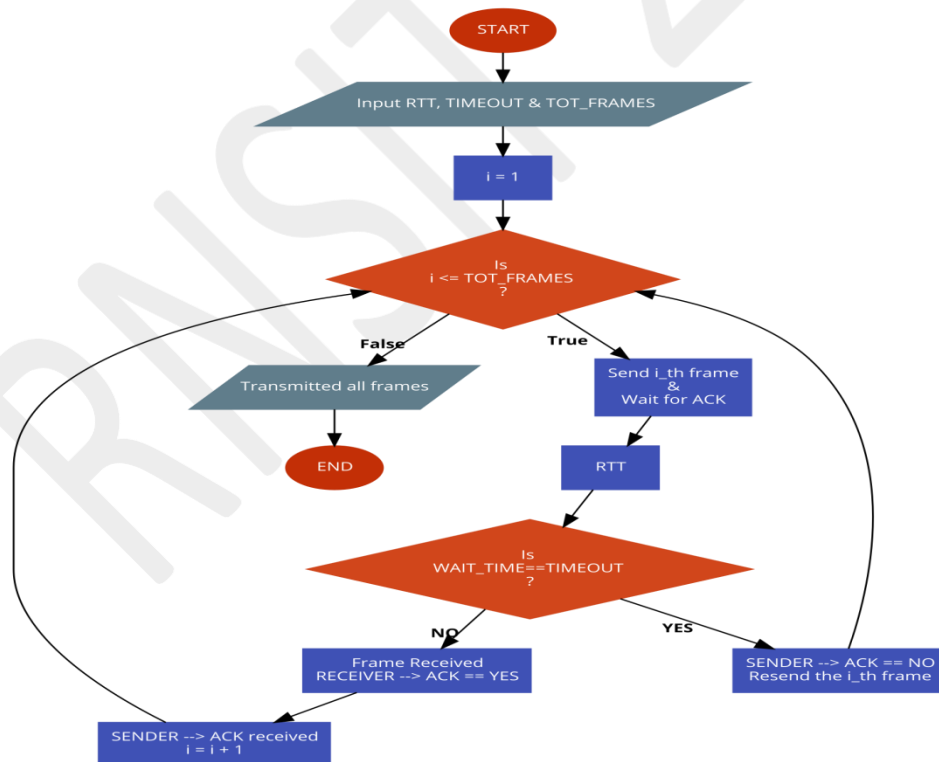 START
Input RTT, TIMEOUT & TOT_FRAMES
i = 1
Is
i <= TOT_FRAMES
?
False
True
Transmitted all frames
Send i_th frame
&
Wait for ACK
END
RTT
Is
WAIT_TIME==TIMEOUT
?
NO
YES
Frame Received
RECEIVER --> ACK == YES
SENDER --> ACK == NO
Resend the i_th frame
SENDER --> ACK received
i = i + 1
RNSIT 2